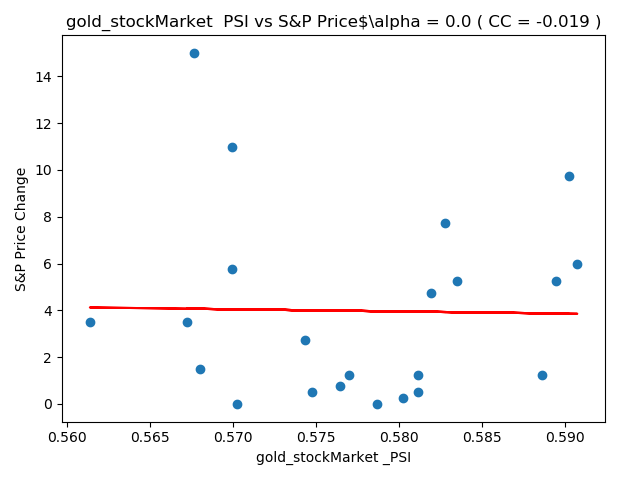 gold_stockMarket  PSI vs S&P Price$\alpha = 0.0 ( CC = -0.019 )
14
12
10
8
6
4
2
0
S&P Price Change
0.560 0.565 0.570 0.575 0.580 0.585 0.590
gold_stockMarket _PSI